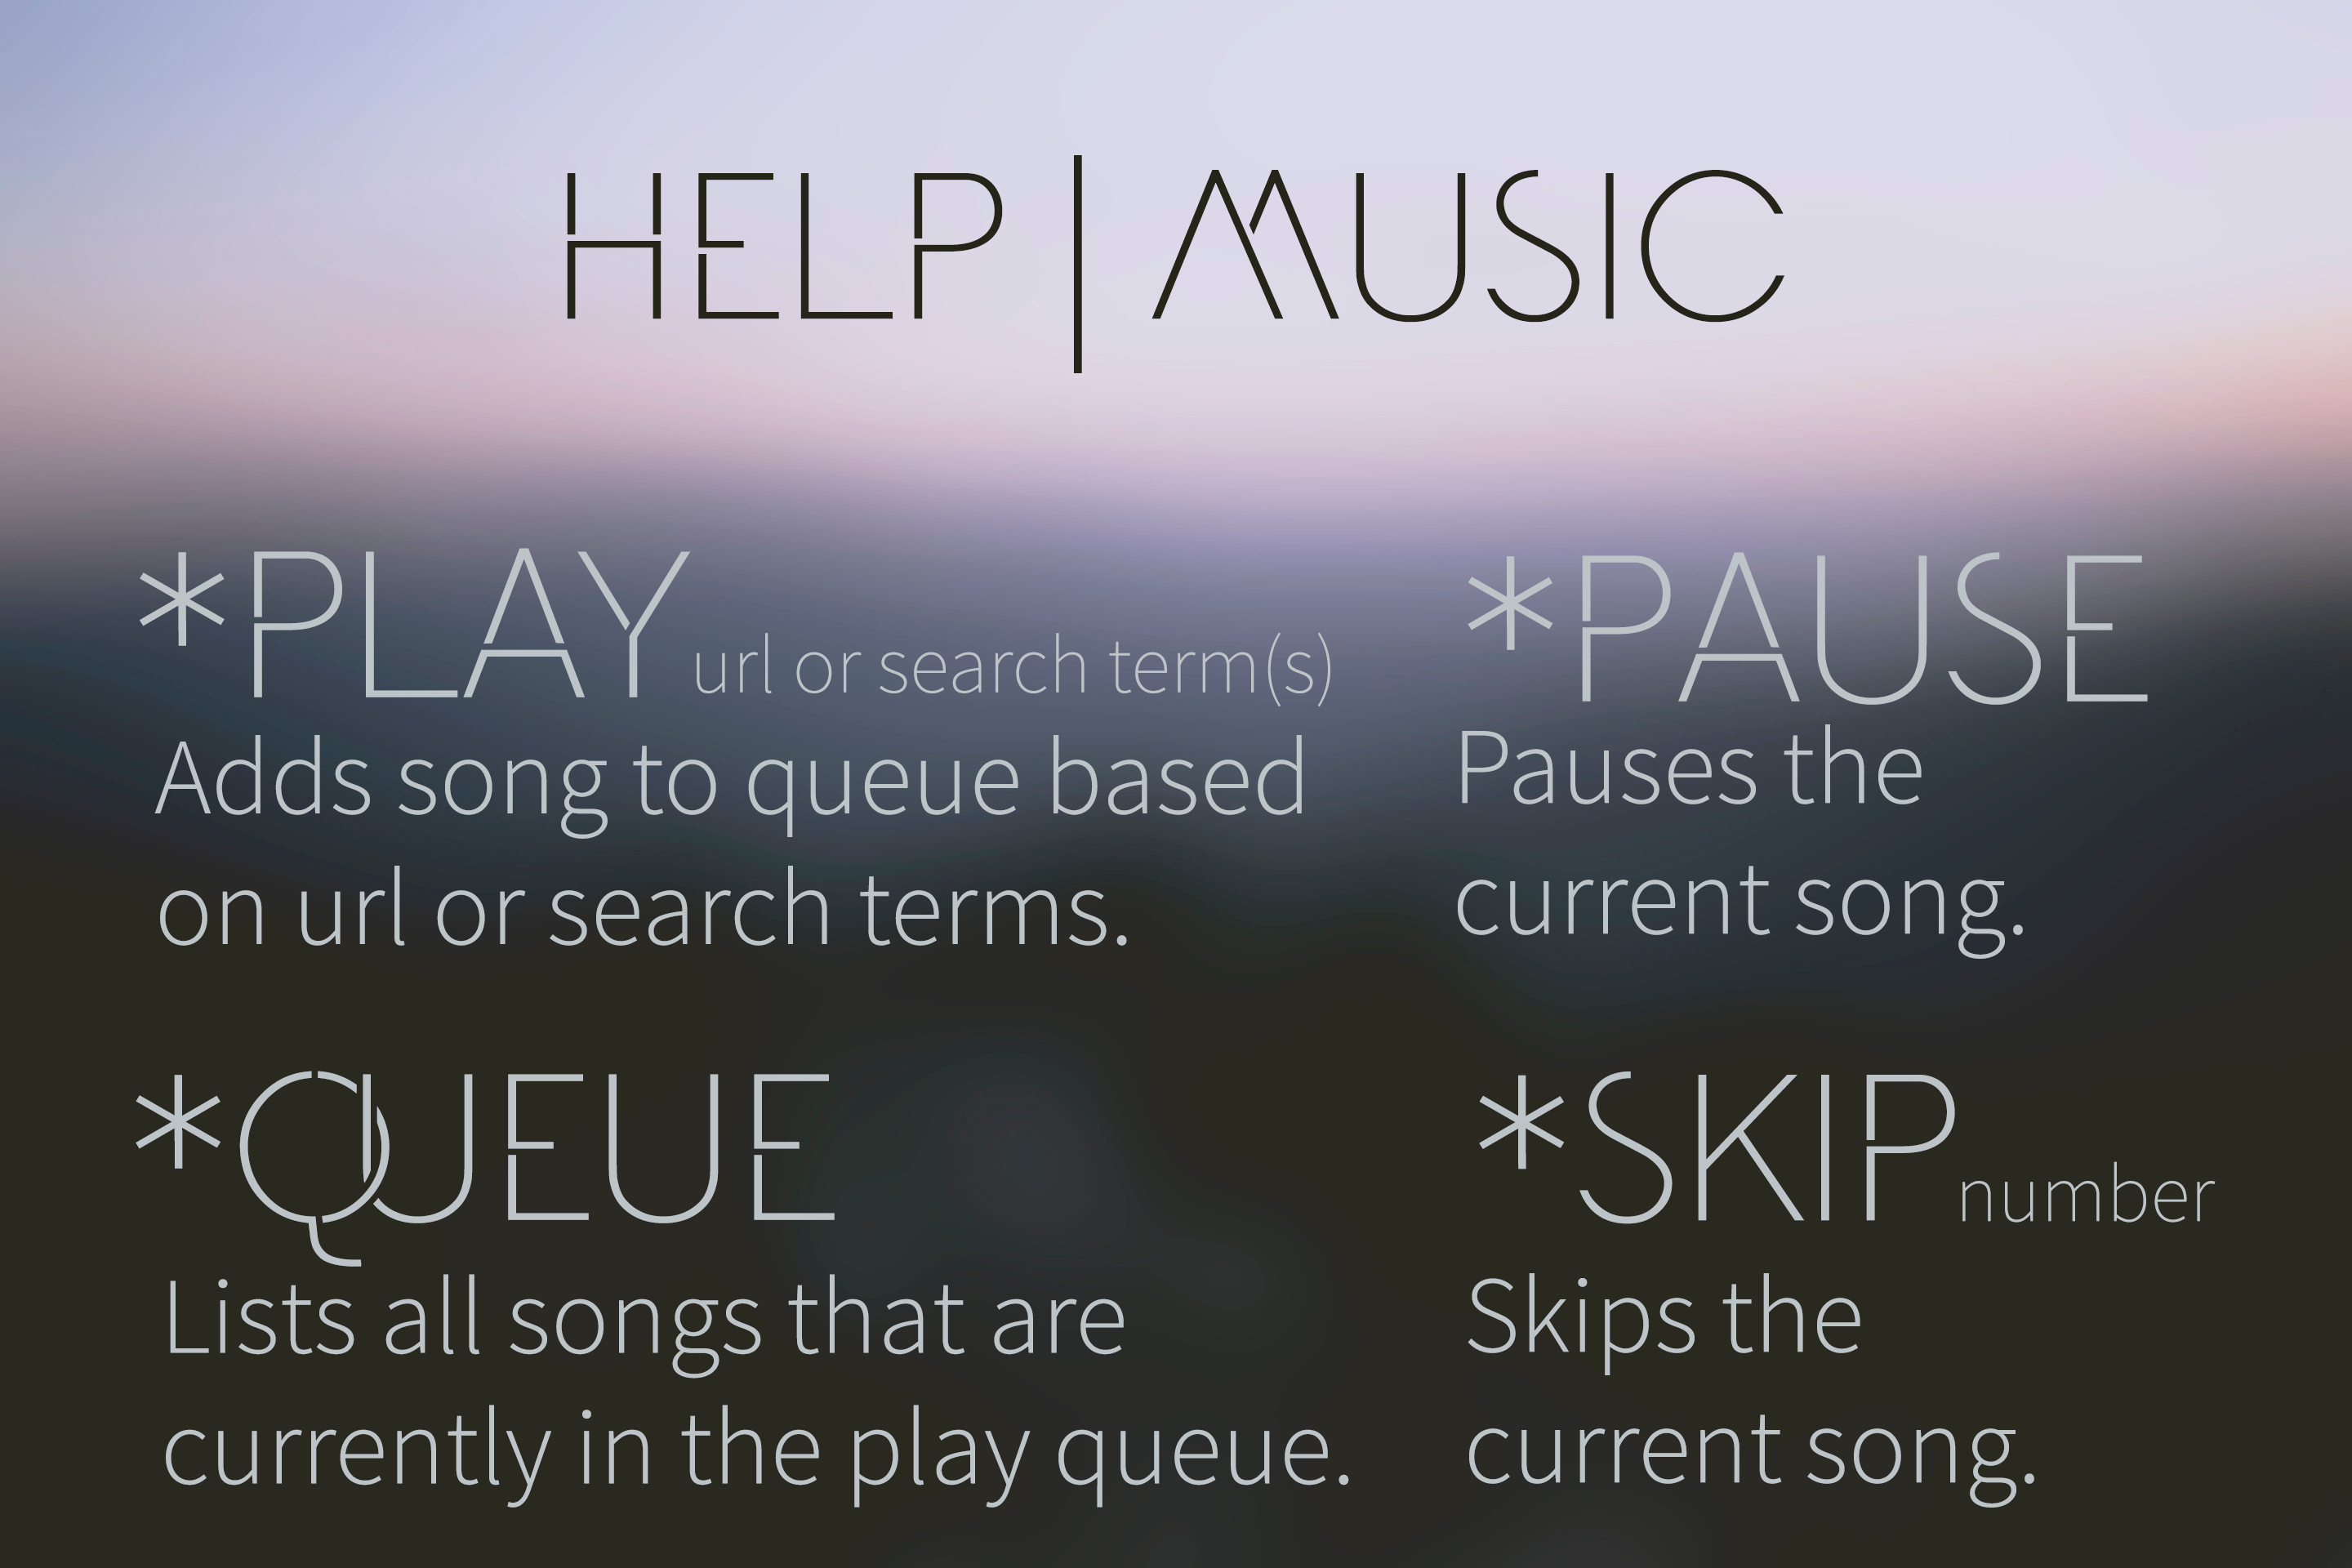 HELP | MUSIC
*PLAY url or search term(s)
Adds song to queue based
on url or search terms.
*PAUSE
Pauses the
current song.
*QUEUE
Lists all songs that are
currently in the play queue.
*SKIP number
Skips the
current song.